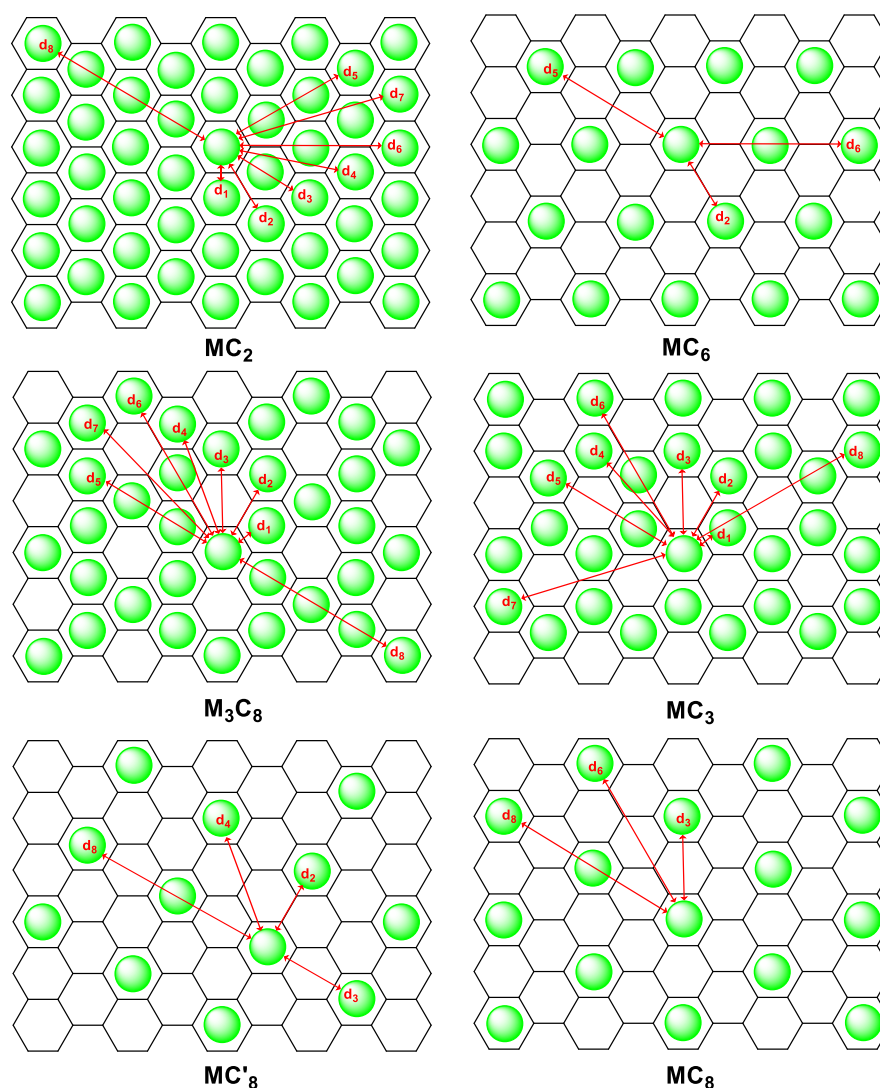 d₈ d₅
d₇
d₆
d₄
d₁ d₃
d₂
MC₂
d₅
d₆
d₂
MC₆
d₆
d₇ d₄
d₃
d₅ d₂
d₁
d₈
M₃C₈
d₆
d₄ d₃ d₈
d₅ d₂
d₁
d₇
MC₃
d₄
d₈
d₂
d₃
MC'₈
d₆
d₈ d₃
MC₈